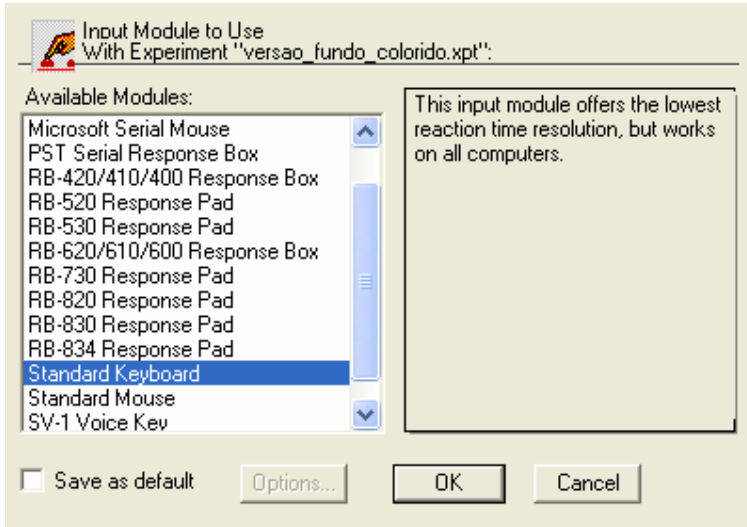 Input Module to Use
With Experiment "versao_fundo_colorido.xpt":
Available Modules:
Microsoft Serial Mouse
PST Serial Response Box
RB-420/410/400 Response Box
RB-520 Response Pad
RB-530 Response Pad
RB-620/610/600 Response Box
RB-730 Response Pad
RB-820 Response Pad
RB-830 Response Pad
RB-834 Response Pad
Standard Keyboard
Standard Mouse
SV-1 Voice Key
This input module offers the lowest
reaction time resolution, but works
on all computers.
Save as default
Options...
OK
Cancel